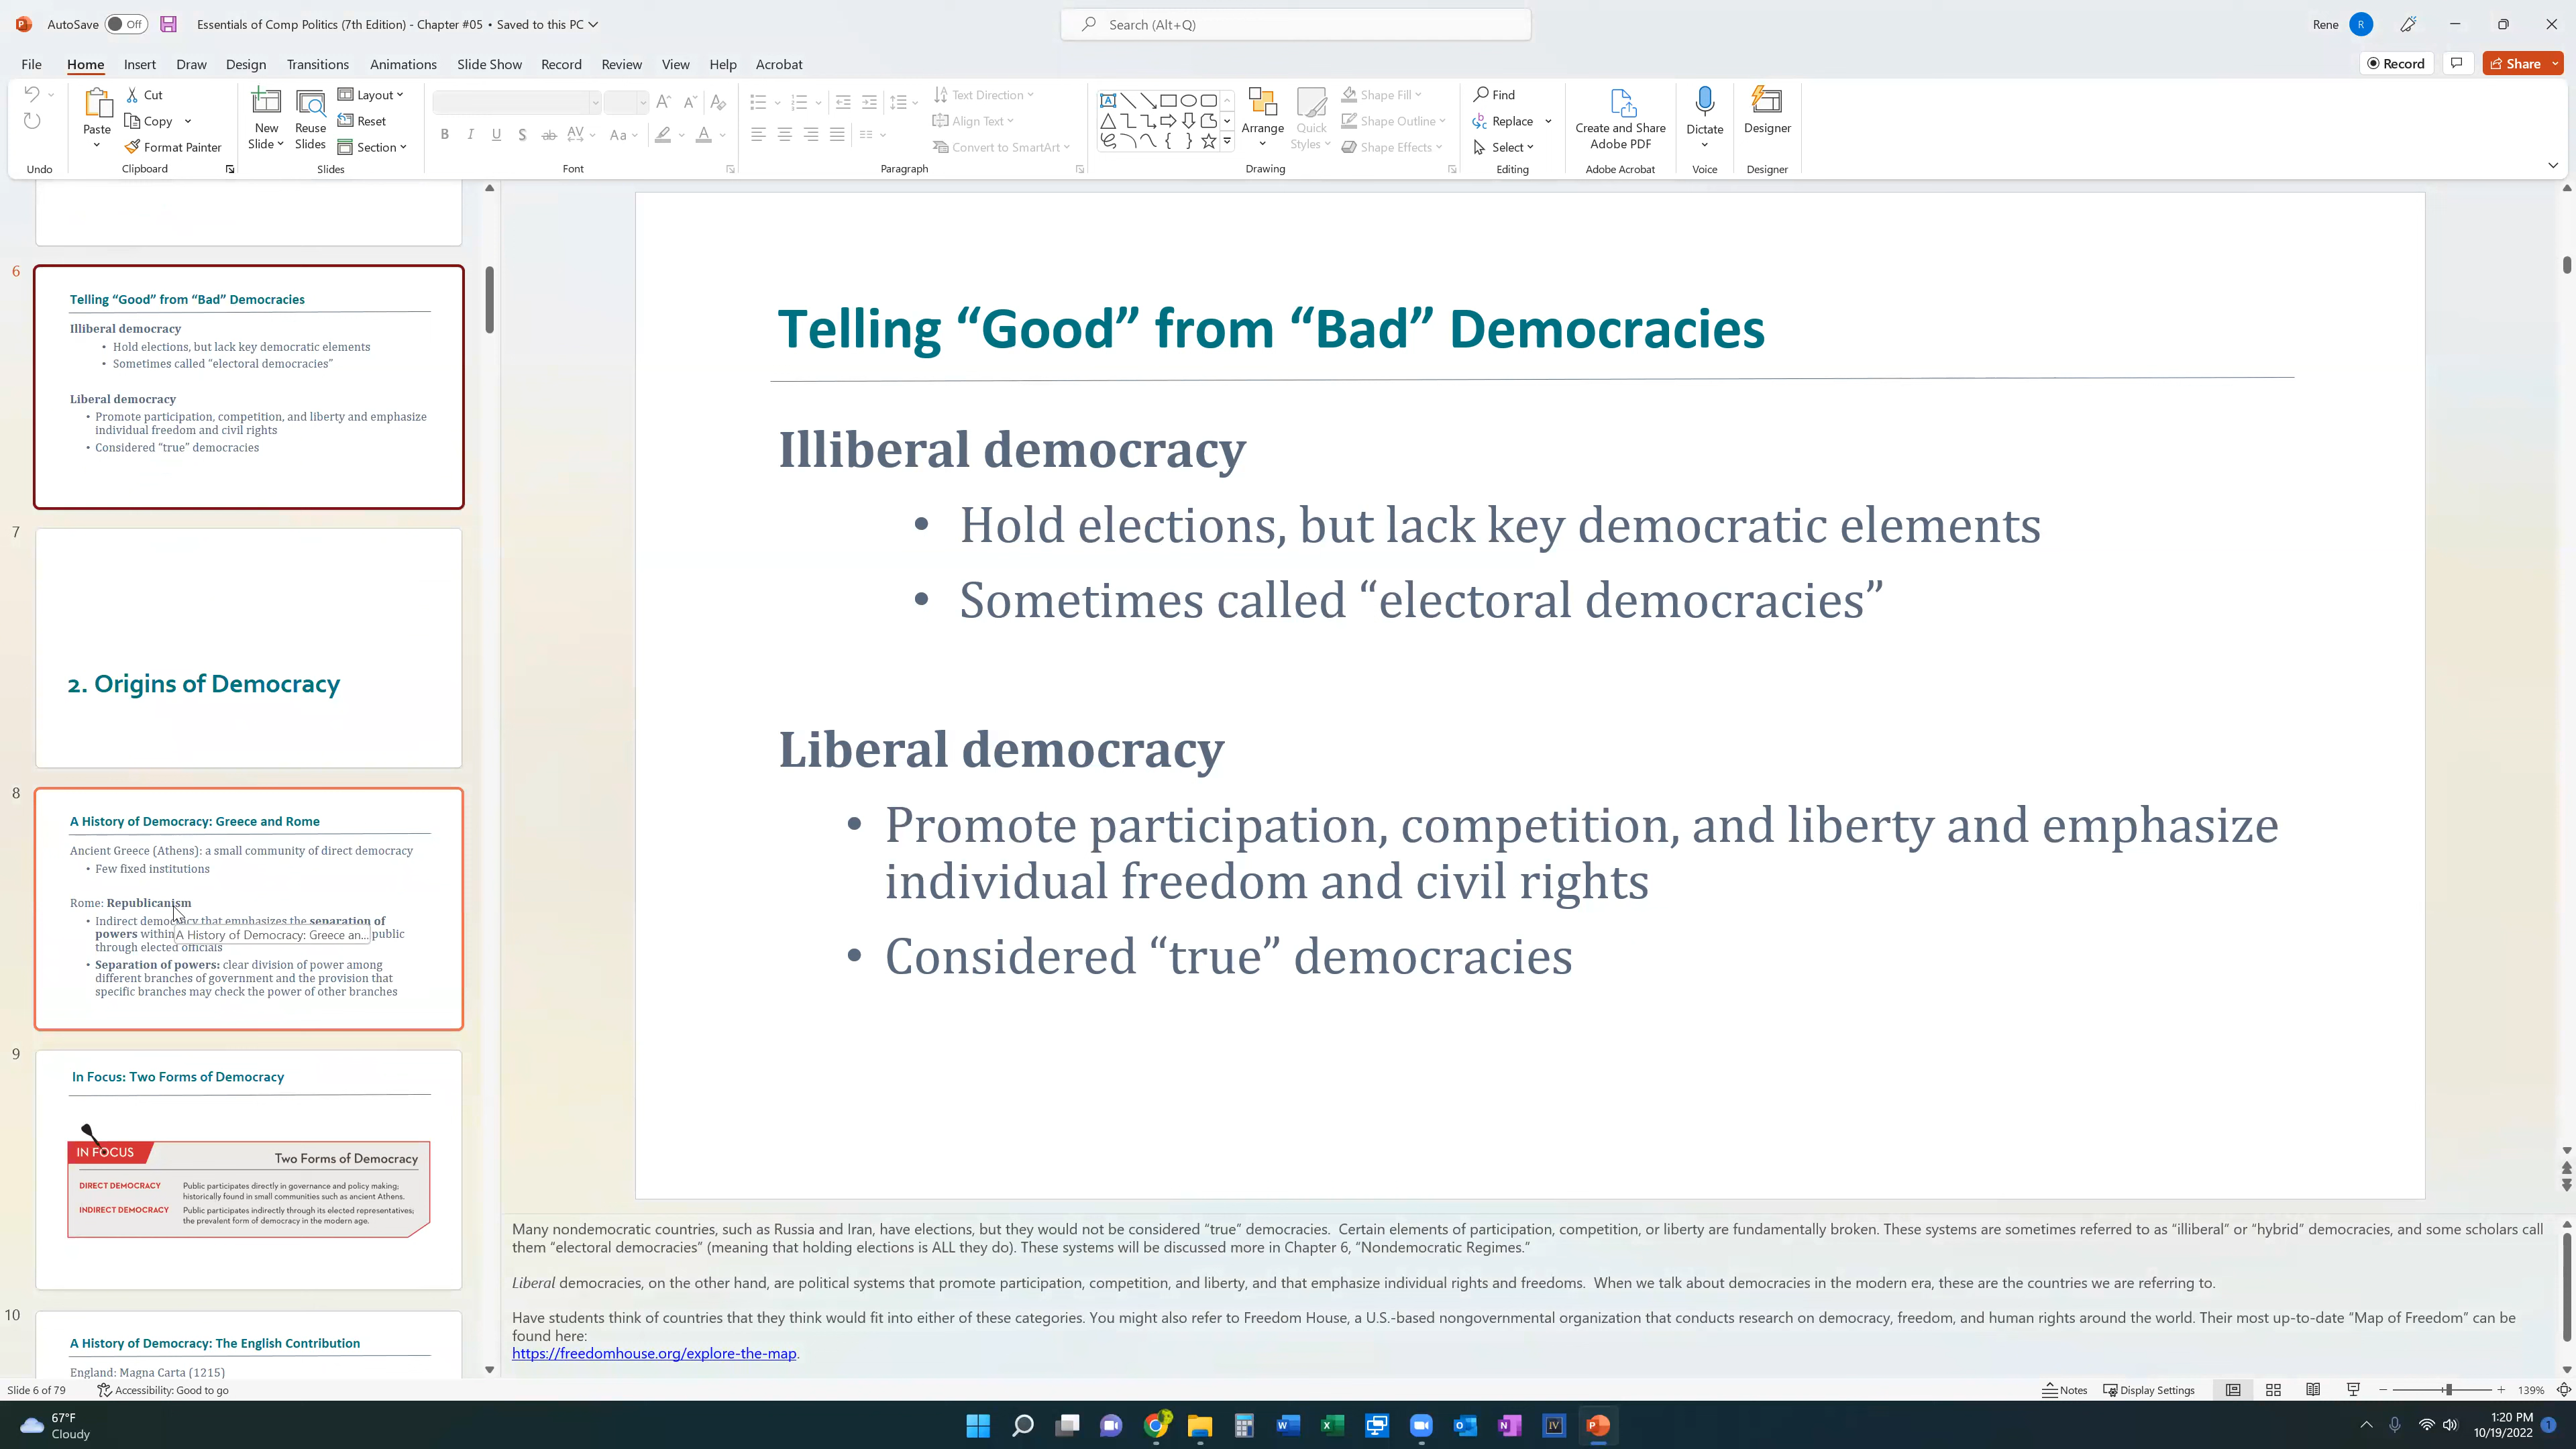 AutoSave Off Essentials of Comp Politics (7th Edition) - Chapter #05 • Saved to this PC Search (Alt+Q) Rene R
File Home Insert Draw Design Transitions Animations Slide Show Record Review View Help Acrobat Record Share
Paste
Cut
Copy
Format Painter
New
Slide
Reuse
Slides
Layout
Reset
Section
Text Direction
Align Text
Convert to SmartArt
Arrange
Quick
Styles
Shape Fill
Shape Outline
Shape Effects
Find
Replace
Select
Create and Share
Adobe PDF
Dictate
Designer
Undo Clipboard Slides Font Paragraph Drawing Editing Adobe Acrobat Voice Designer
6
Telling “Good” from “Bad” Democracies
Illiberal democracy
• Hold elections, but lack key democratic elements
• Sometimes called “electoral democracies”
Liberal democracy
• Promote participation, competition, and liberty and emphasize
individual freedom and civil rights
• Considered “true” democracies
7
2. Origins of Democracy
8
A History of Democracy: Greece and Rome
Ancient Greece (Athens): a small community of direct democracy
• Few fixed institutions
Rome: Republicanism
• Indirect democracy that emphasizes the separation of
powers within public
A History of Democracy: Greece an...
through elected officials
• Separation of powers: clear division of power among
different branches of government and the provision that
specific branches may check the power of other branches
9
In Focus: Two Forms of Democracy
IN FOCUS
Two Forms of Democracy
DIRECT DEMOCRACY Public participates directly in governance and policy making;
historically found in small communities such as ancient Athens.
INDIRECT DEMOCRACY Public participates indirectly through its elected representatives;
the prevalent form of democracy in the modern age.
10
A History of Democracy: The English Contribution
England: Magna Carta (1215)
Telling “Good” from “Bad” Democracies
Illiberal democracy
• Hold elections, but lack key democratic elements
• Sometimes called “electoral democracies”
Liberal democracy
• Promote participation, competition, and liberty and emphasize
individual freedom and civil rights
• Considered “true” democracies
Many nondemocratic countries, such as Russia and Iran, have elections, but they would not be considered “true” democracies. Certain elements of participation, competition, or liberty are fundamentally broken. These systems are sometimes referred to as “illiberal” or “hybrid” democracies, and some scholars call
them “electoral democracies” (meaning that holding elections is ALL they do). These systems will be discussed more in Chapter 6, “Nondemocratic Regimes.”
Liberal democracies, on the other hand, are political systems that promote participation, competition, and liberty, and that emphasize individual rights and freedoms. When we talk about democracies in the modern era, these are the countries we are referring to.
Have students think of countries that they think would fit into either of these categories. You might also refer to Freedom House, a U.S.-based nongovernmental organization that conducts research on democracy, freedom, and human rights around the world. Their most up-to-date “Map of Freedom” can be
found here:
https://freedomhouse.org/explore-the-map.
Slide 6 of 79 Accessibility: Good to go Notes Display Settings 139%
67°F
Cloudy
1:20 PM
10/19/2022
1